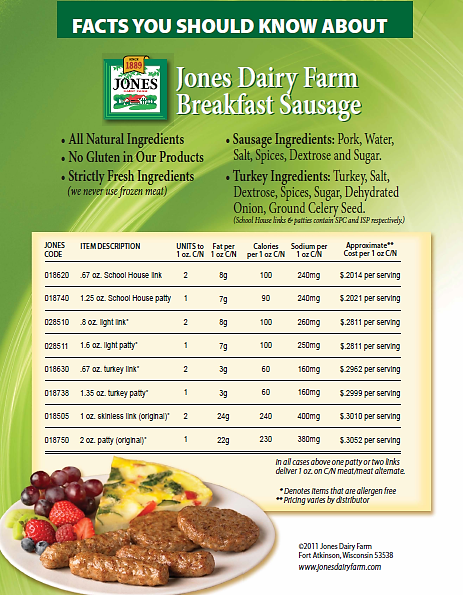 FACTS YOU SHOULD KNOW ABOUT
SINCE
1889
JONES
DAIRY FARM
Jones Dairy Farm
Breakfast Sausage
• All Natural Ingredients
• No Gluten in Our Products
• Strictly Fresh Ingredients
(we never use frozen meat)
• Sausage Ingredients: Pork, Water,
Salt, Spices, Dextrose and Sugar.
• Turkey Ingredients: Turkey, Salt,
Dextrose, Spices, Sugar, Dehydrated
Onion, Ground Celery Seed.
(School House links & patties contain SPC and ISP respectively.)
JONES CODE ITEM DESCRIPTION UNITS to 1 oz. C/N Fat per 1 oz C/N Calories per 1 oz C/N Sodium per 1 oz C/N Approximate** Cost per 1 oz C/N
018620 .67 oz. School House link 2 8g 100 240mg $.2014 per serving
018740 1.25 oz. School House patty 1 7g 90 240mg $.2021 per serving
028510 .8 oz. light link* 2 8g 100 260mg $.2811 per serving
028511 1.6 oz. light patty* 1 7g 100 250mg $.2811 per serving
018630 .67 oz. turkey link* 2 3g 60 160mg $.2962 per serving
018738 1.35 oz. turkey patty* 1 3g 60 160mg $.2999 per serving
018505 1 oz. skinless link (original)* 2 24g 240 400mg $.3010 per serving
018750 2 oz. patty (original)* 1 22g 230 380mg $.3052 per serving
In all cases above one patty or two links
deliver 1 oz. on C/N meat/meat alternate.
* Denotes items that are allergen free
** Pricing varies by distributor
©2011 Jones Dairy Farm
Fort Atkinson, Wisconsin 53538
www.jonesdairyfarm.com